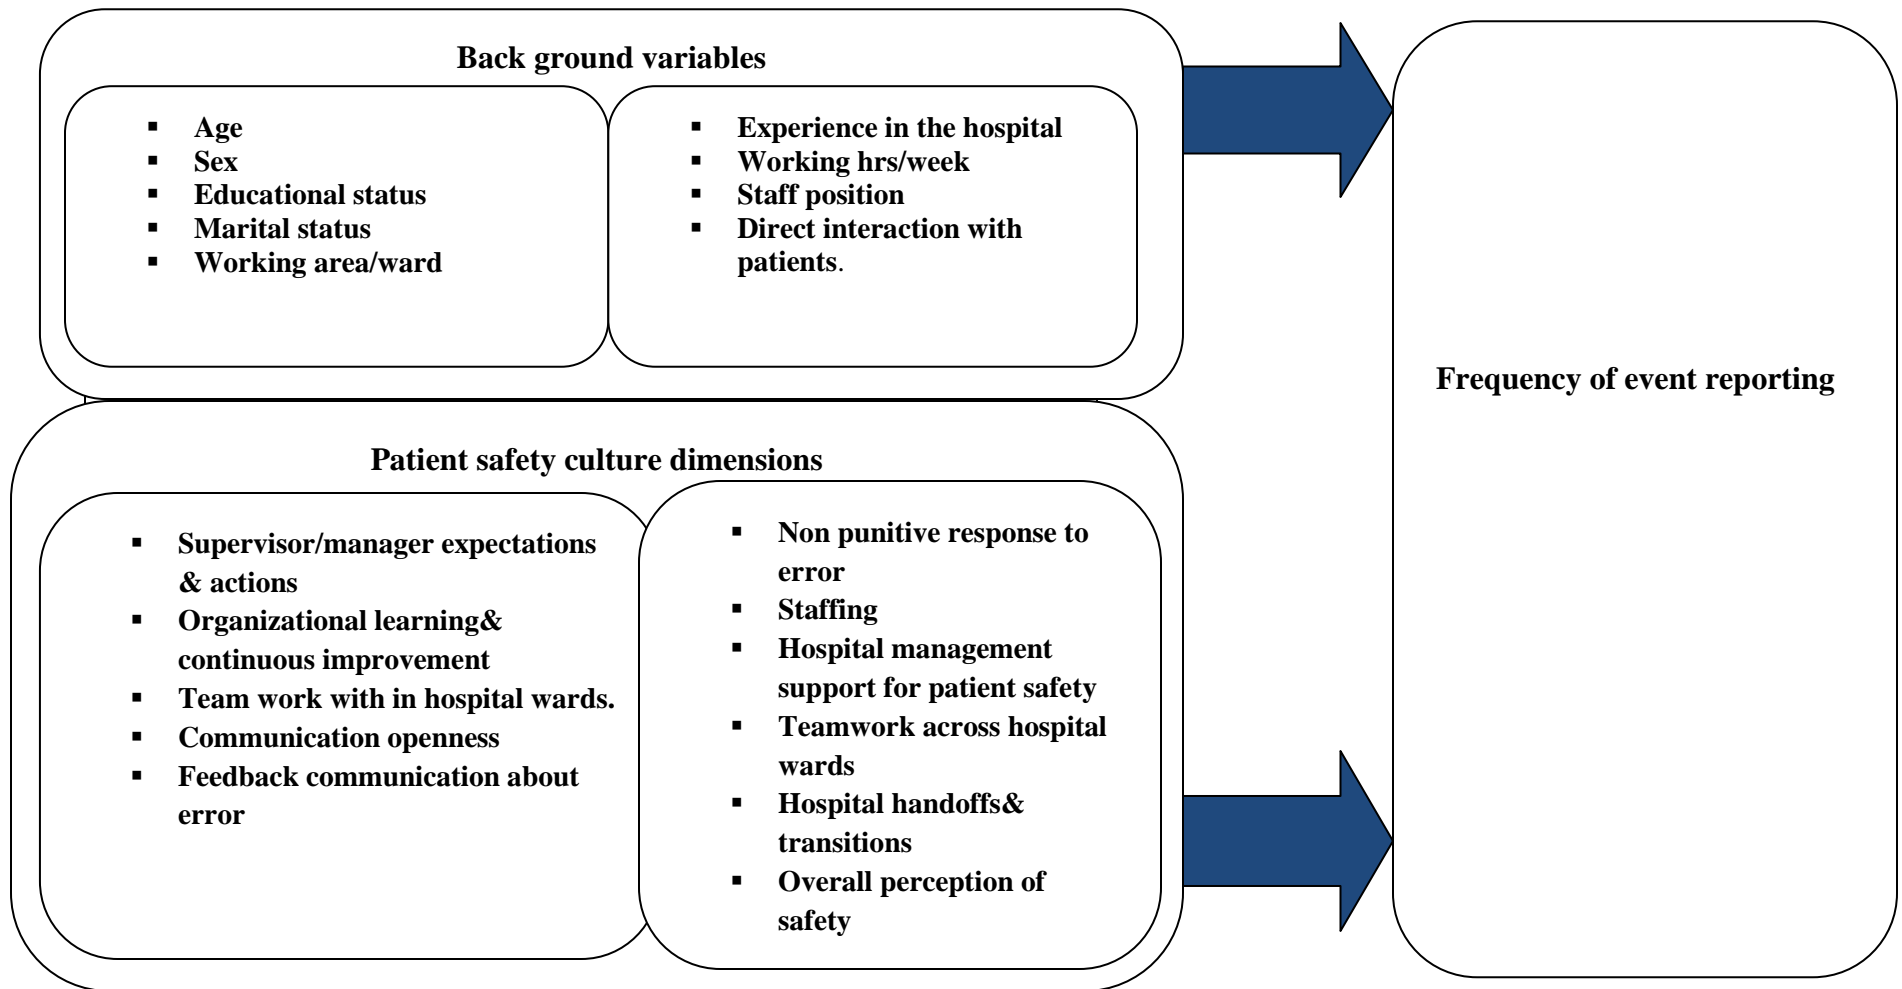 Back ground variables
▪ Age
▪ Sex
▪ Educational status
▪ Marital status
▪ Working area/ward
▪ Experience in the hospital
▪ Working hrs/week
▪ Staff position
▪ Direct interaction with
patients.
Patient safety culture dimensions
▪ Supervisor/manager expectations
& actions
▪ Organizational learning&
continuous improvement
▪ Team work with in hospital wards.
▪ Communication openness
▪ Feedback communication about
error
▪ Non punitive response to
error
▪ Staffing
▪ Hospital management
support for patient safety
▪ Teamwork across hospital
wards
▪ Hospital handoffs&
transitions
▪ Overall perception of
safety
Frequency of event reporting